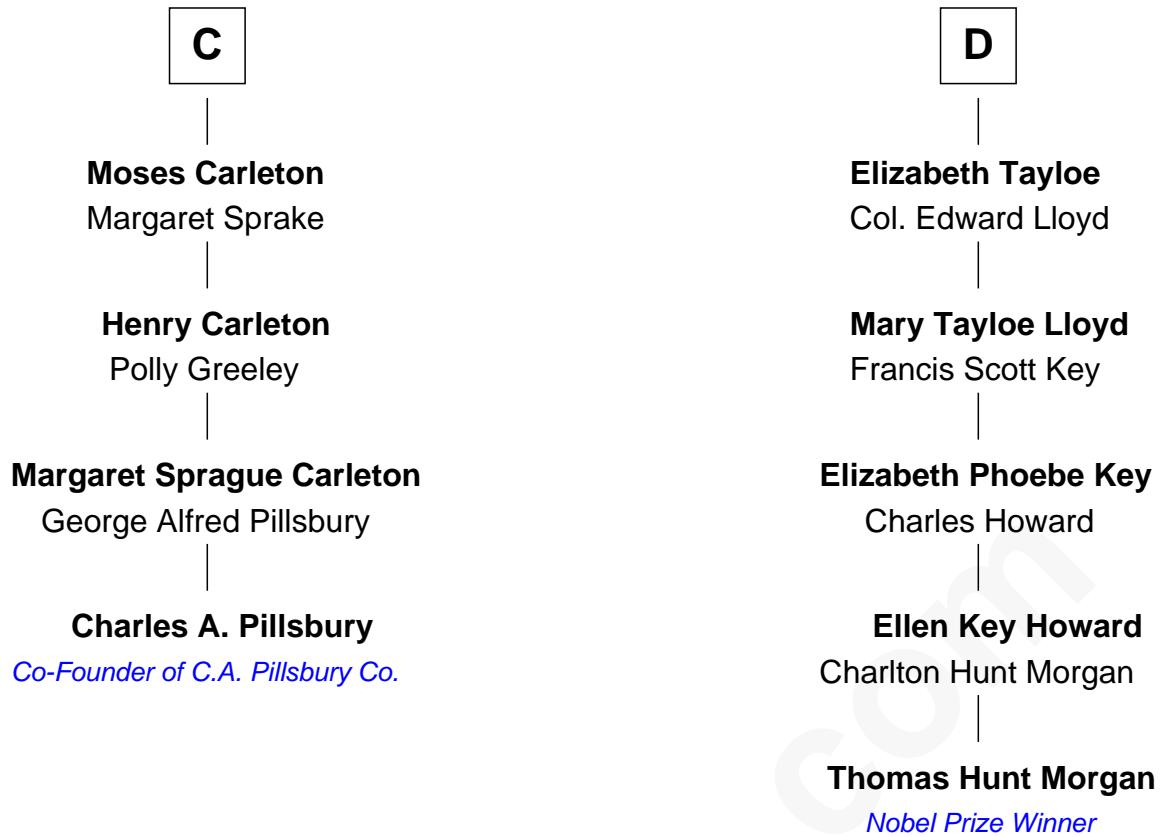 C
Moses Carleton
Margaret Sprake
Henry Carleton
Polly Greeley
Margaret Sprague Carleton
George Alfred Pillsbury
Charles A. Pillsbury
Co-Founder of C.A. Pillsbury Co.
D
Elizabeth Tayloe
Col. Edward Lloyd
Mary Tayloe Lloyd
Francis Scott Key
Elizabeth Phoebe Key
Charles Howard
Ellen Key Howard
Charlton Hunt Morgan
Thomas Hunt Morgan
Nobel Prize Winner
com